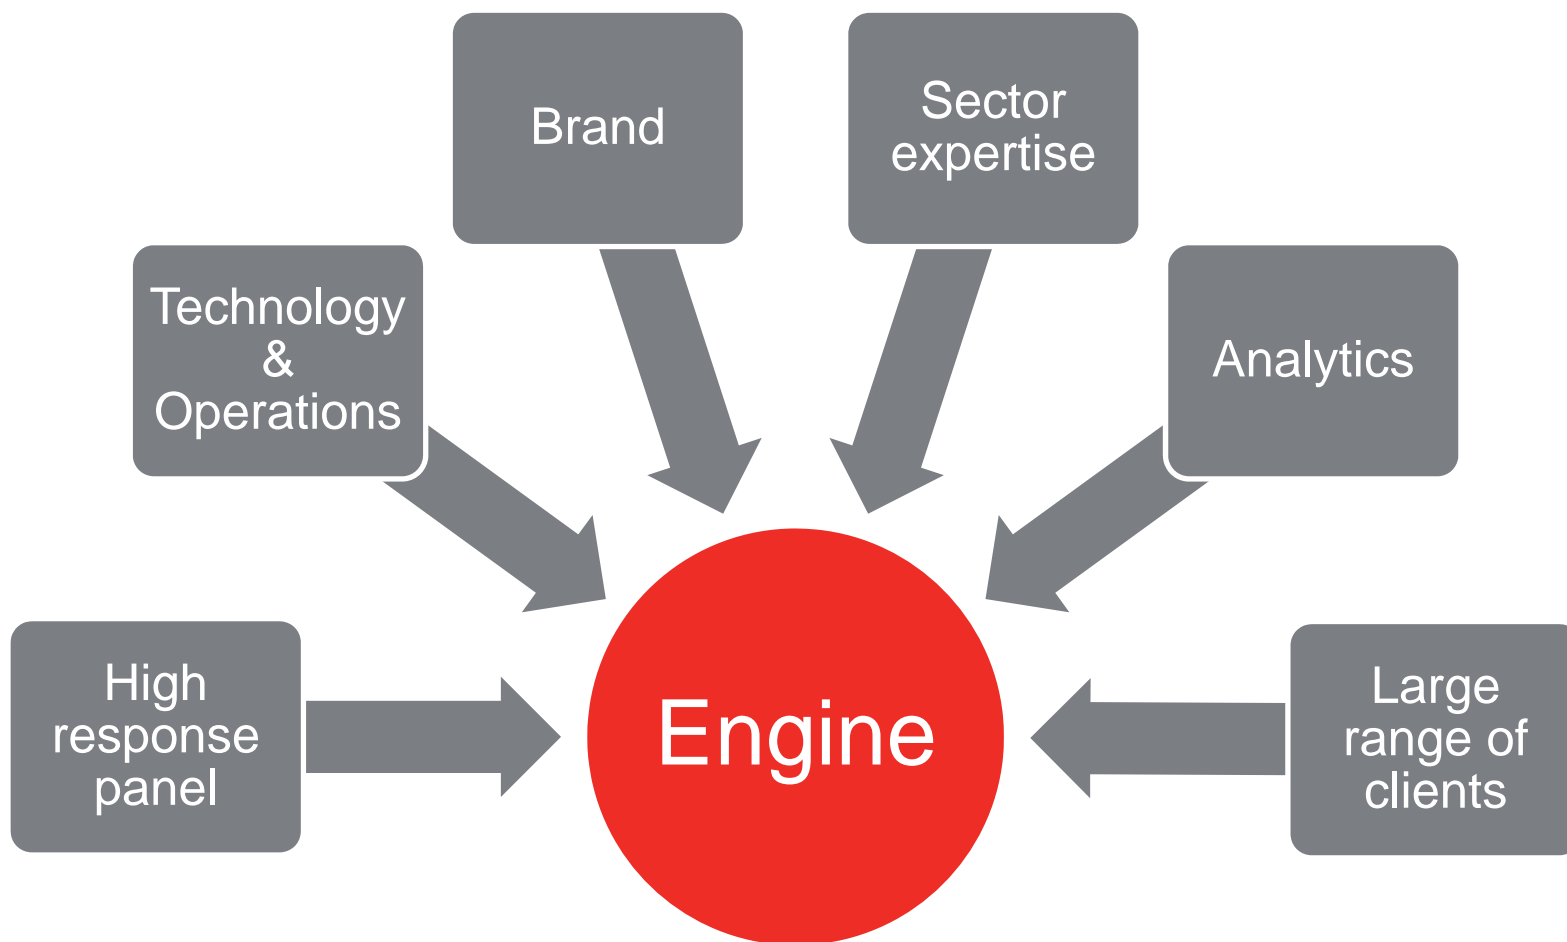 Brand
Sector
expertise
Technology
&
Operations
Analytics
High
response
panel
Engine
Large
range of
clients